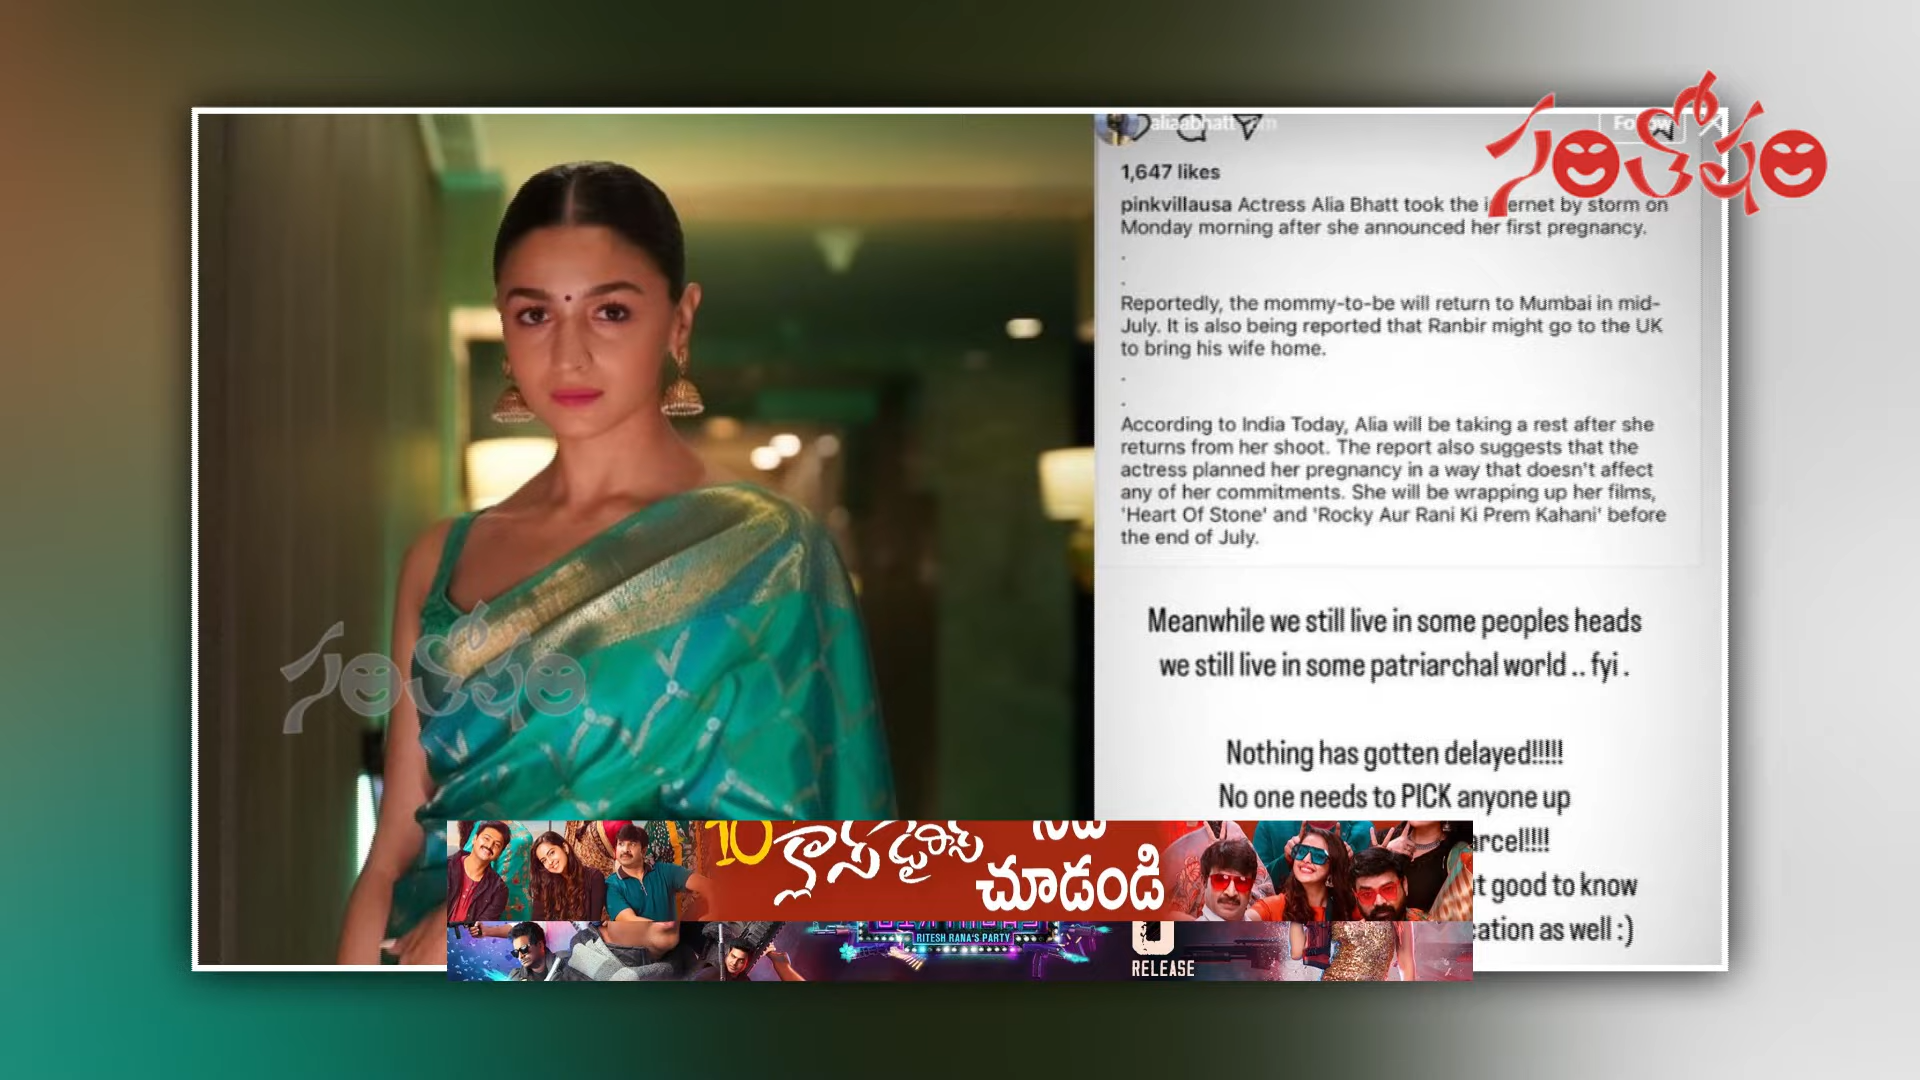 సంతోషం
aliaabhatt
1,647 likes
pinkvillausa Actress Alia Bhatt took the internet by storm on
Monday morning after she announced her first pregnancy.
.
.
Reportedly, the mommy-to-be will return to Mumbai in mid-
July. It is also being reported that Ranbir might go to the UK
to bring his wife home.
.
.
According to India Today, Alia will be taking a rest after she
returns from her shoot. The report also suggests that the
actress planned her pregnancy in a way that doesn't affect
any of her commitments. She will be wrapping up her films,
'Heart Of Stone' and 'Rocky Aur Rani Ki Prem Kahani' before
the end of July.
Meanwhile we still live in some peoples heads
we still live in some patriarchal world .. fyi .
Nothing has gotten delayed!!!!!
No one needs to PICK anyone up
arcel!!!!
t good to know
cation as well :)
సంతోషం
10 క్లాస్
చూడండి
RITESH RANA'S PARTY
RELEASE